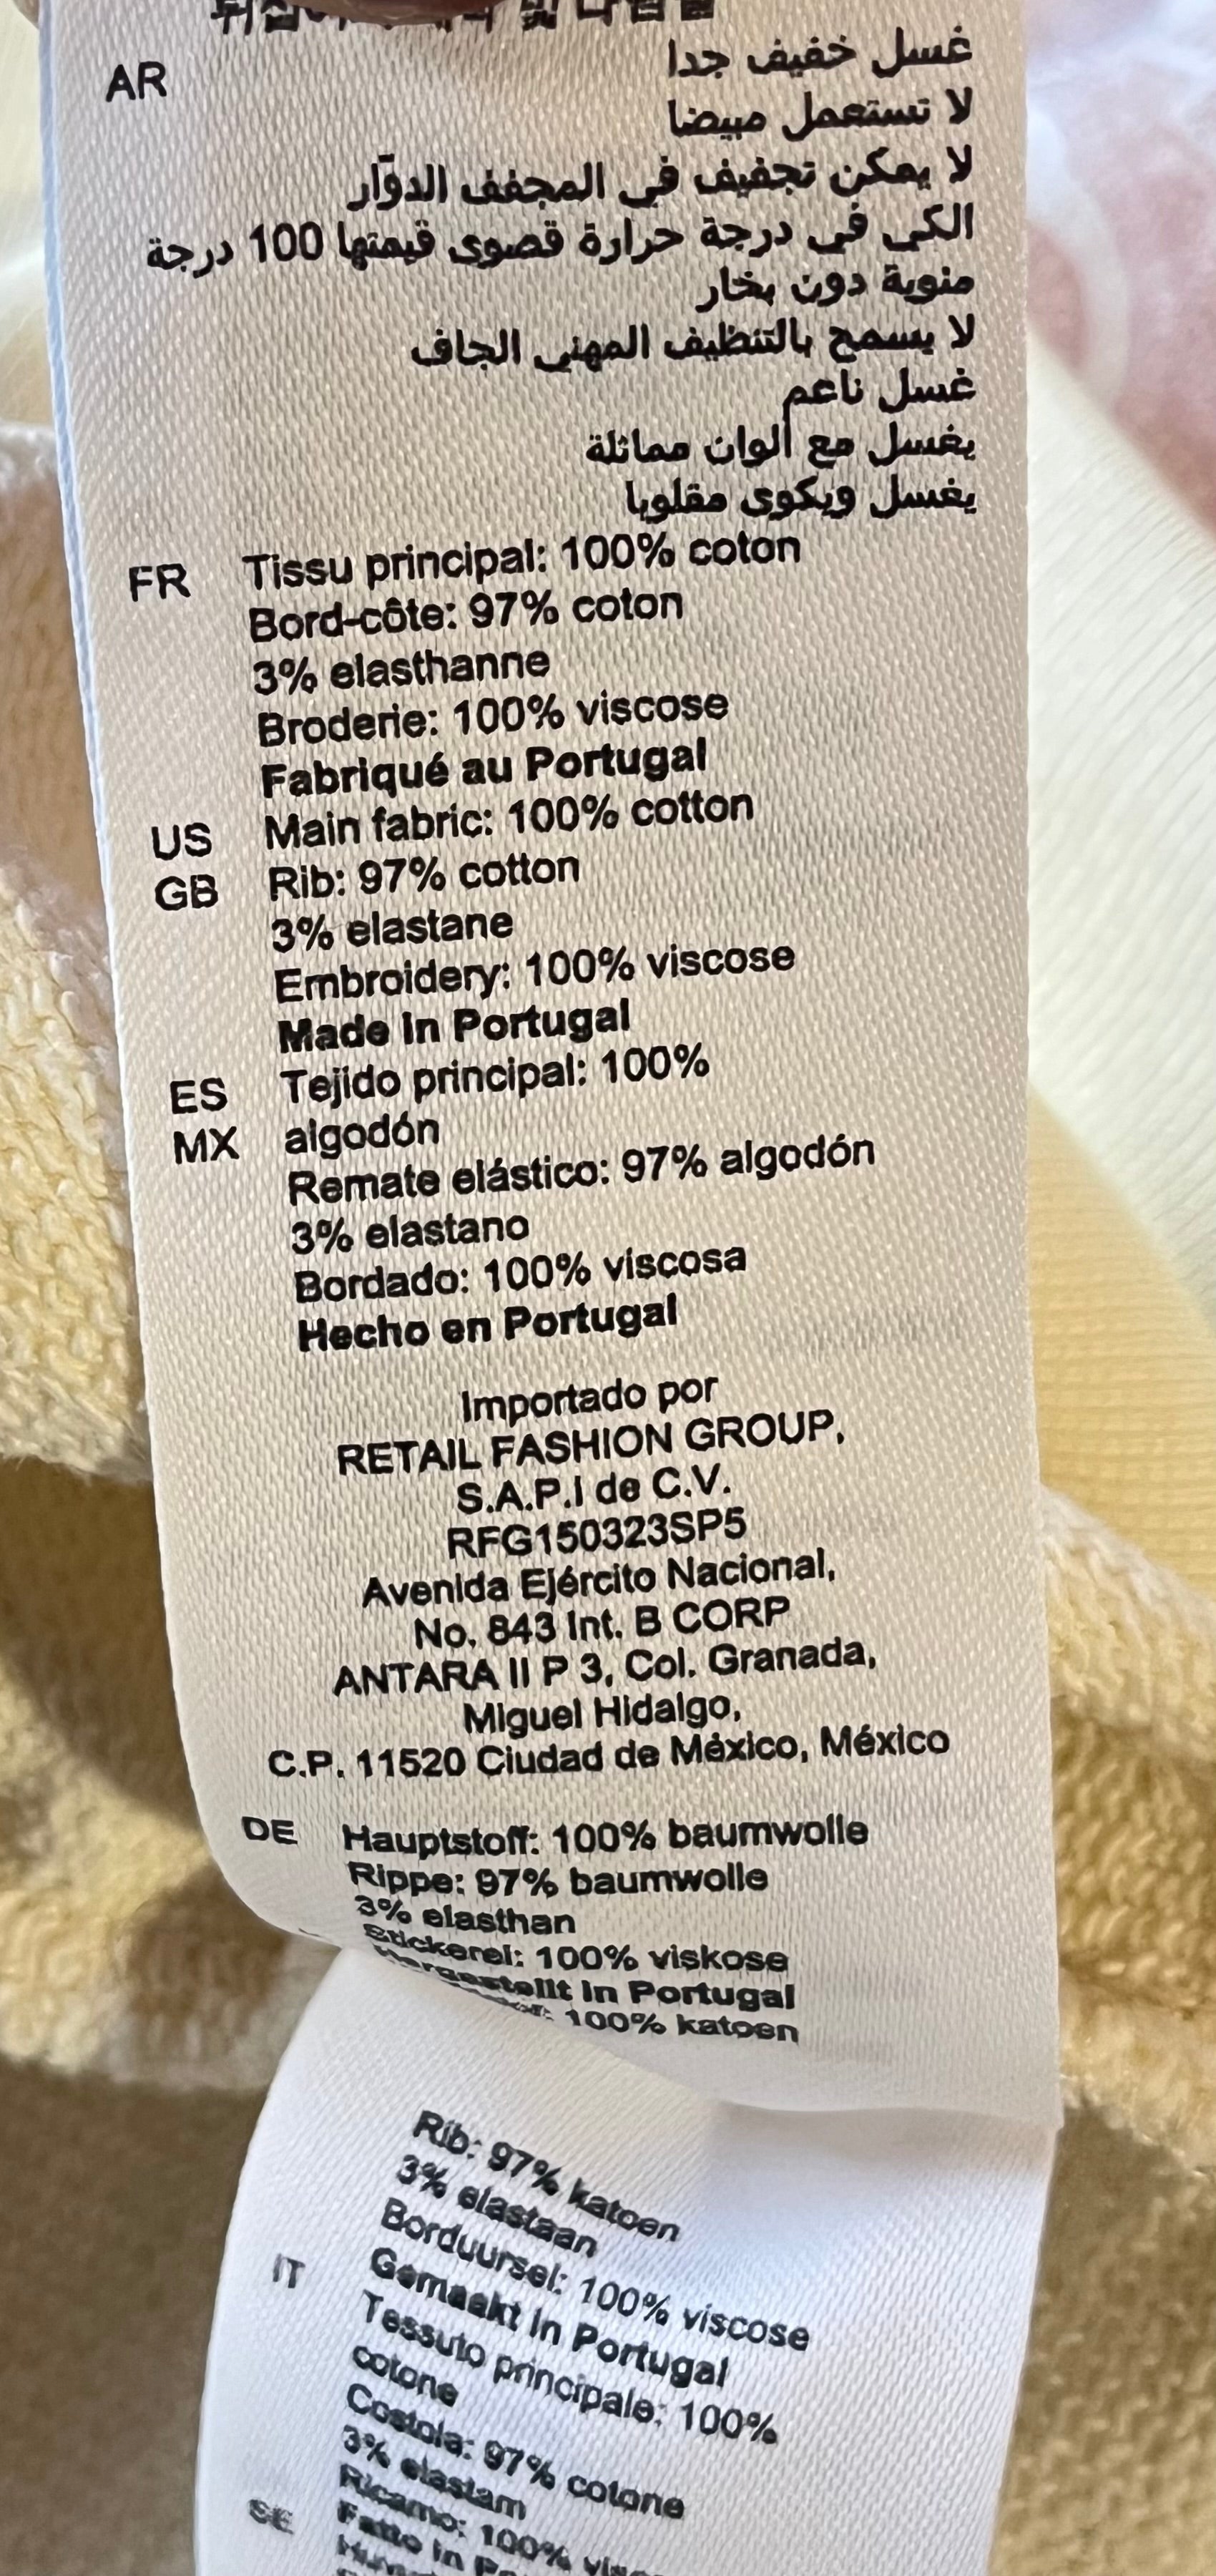 AR
غسل خفيف جدا
لا تستعمل مبيضا
لا يمكن تجفيف في المجفف الدوّار
الكي في درجة حرارة قصوى قيمتها 100 درجة
منوية دون بخار
لا يسمح بالتنظيف المهني الجاف
غسل ناعم
يغسل مع ألوان مماثلة
يغسل ويكوى مقلوبا
FR Tissu principal: 100% coton
Bord-côte: 97% coton
3% elasthanne
Broderie: 100% viscose
Fabriqué au Portugal
US Main fabric: 100% cotton
GB Rib: 97% cotton
3% elastane
Embroidery: 100% viscose
Made in Portugal
ES Tejido principal: 100%
MX algodón
Remate elástico: 97% algodón
3% elastano
Bordado: 100% viscosa
Hecho en Portugal
Importado por
RETAIL FASHION GROUP,
S.A.P.I de C.V.
RFG150323SP5
Avenida Ejército Nacional,
No. 843 Int. B CORP
ANTARA II P 3, Col. Granada,
Miguel Hidalgo,
C.P. 11520 Ciudad de México, México
DE Hauptstoff: 100% baumwolle
Rippe: 97% baumwolle
3% elasthan
Stickerei: 100% viskose
Hergestellt in Portugal
100% katoen
Rib: 97% katoen
3% elastaan
Borduursel: 100% viscose
Gemaakt in Portugal
IT Tessuto principale: 100%
cotone
Costola: 97% cotone
3% elastam
Ricamo: 100%
Fatto in
SE